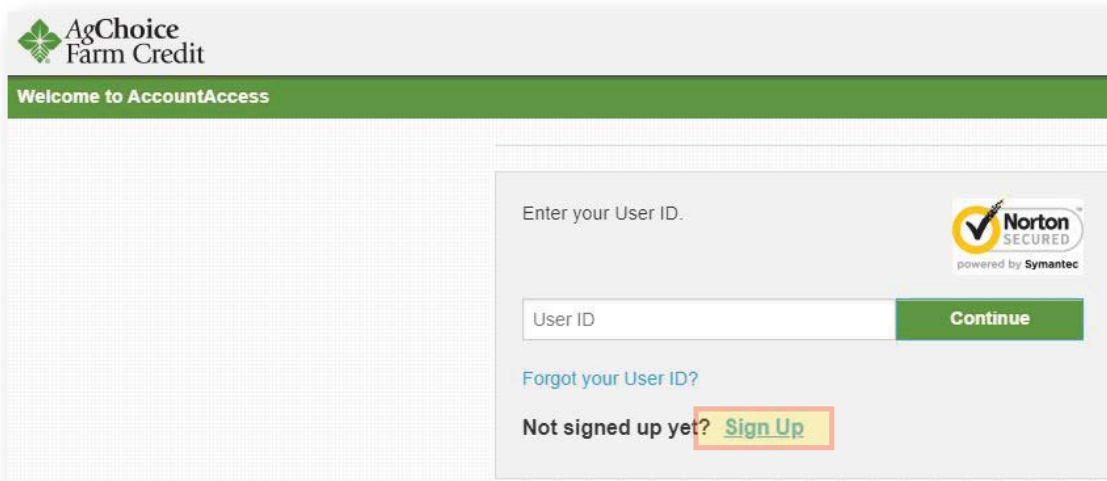 AgChoice
Farm Credit
Welcome to AccountAccess
Enter your User ID.
Norton
SECURED
powered by Symantec
User ID
Continue
Forgot your User ID?
Not signed up yet? Sign Up